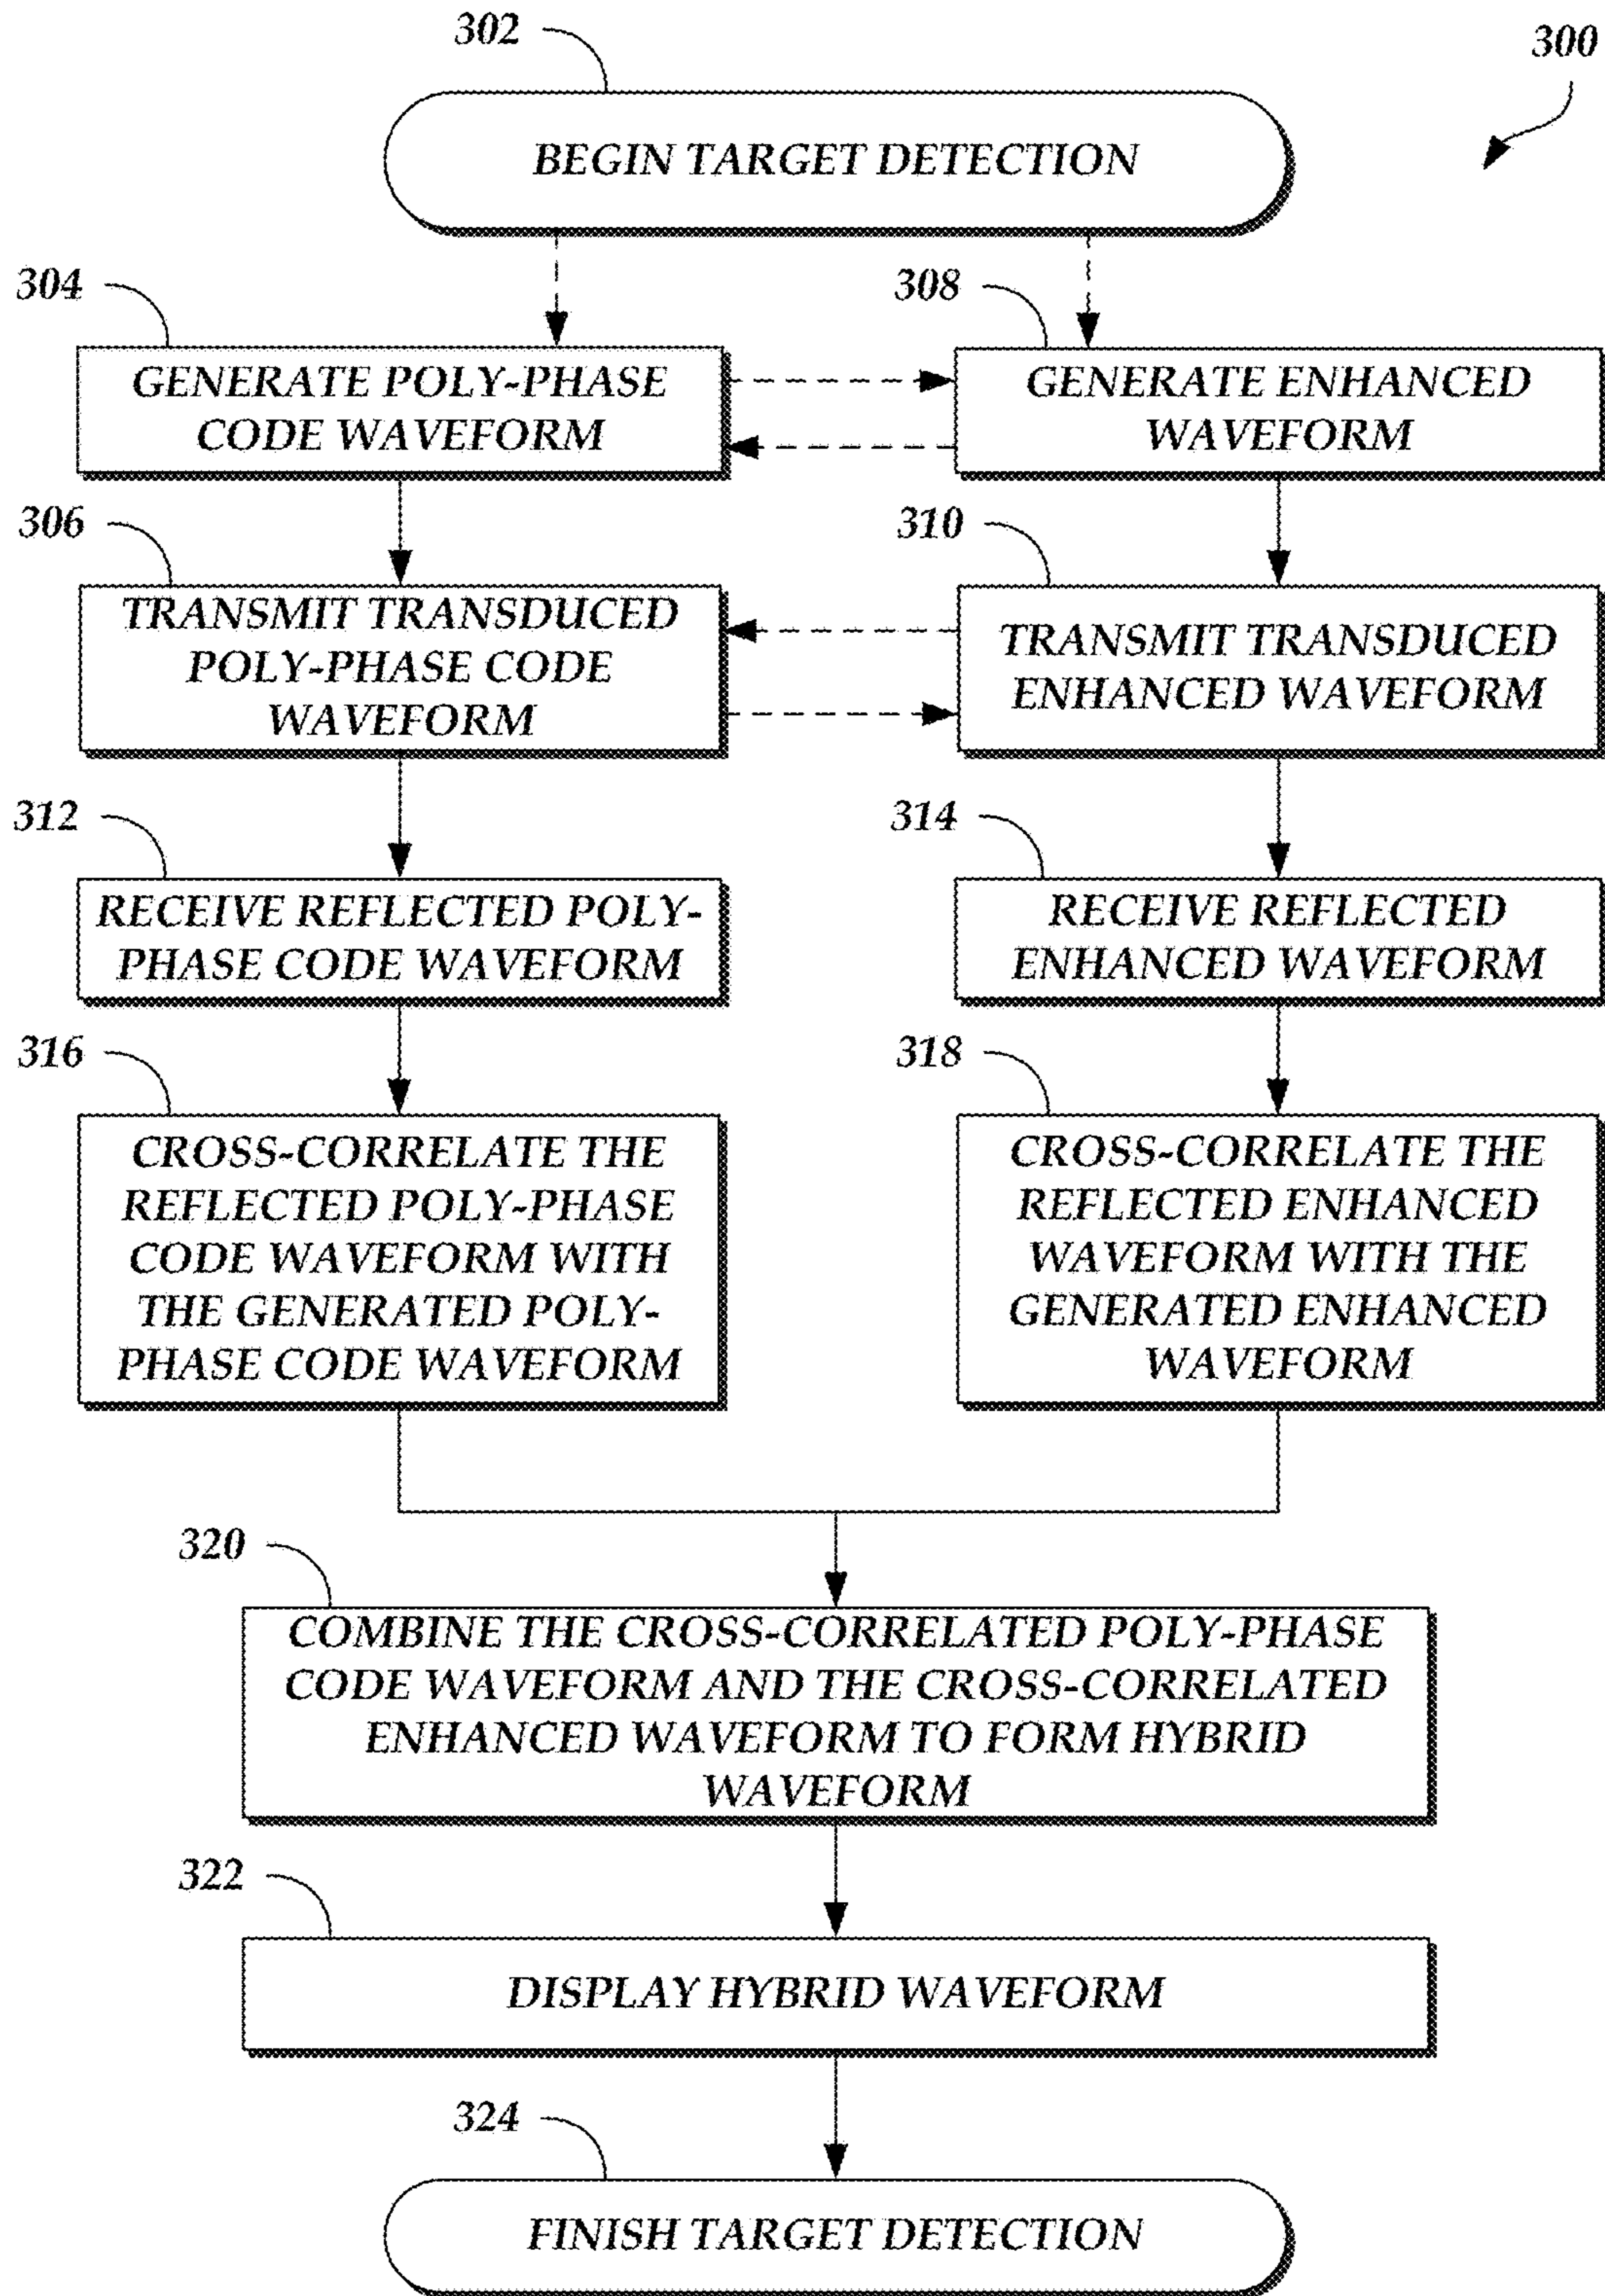 302
300
BEGIN TARGET DETECTION
304
GENERATE POLY-PHASE
CODE WAVEFORM
308
GENERATE ENHANCED
WAVEFORM
306
TRANSMIT TRANSDUCED
POLY-PHASE CODE
WAVEFORM
310
TRANSMIT TRANSDUCED
ENHANCED WAVEFORM
312
RECEIVE REFLECTED POLY-
PHASE CODE WAVEFORM
314
RECEIVE REFLECTED
ENHANCED WAVEFORM
316
CROSS-CORRELATE THE
REFLECTED POLY-PHASE
CODE WAVEFORM WITH
THE GENERATED POLY-
PHASE CODE WAVEFORM
318
CROSS-CORRELATE THE
REFLECTED ENHANCED
WAVEFORM WITH THE
GENERATED ENHANCED
WAVEFORM
320
COMBINE THE CROSS-CORRELATED POLY-PHASE
CODE WAVEFORM AND THE CROSS-CORRELATED
ENHANCED WAVEFORM TO FORM HYBRID
WAVEFORM
322
DISPLAY HYBRID WAVEFORM
324
FINISH TARGET DETECTION